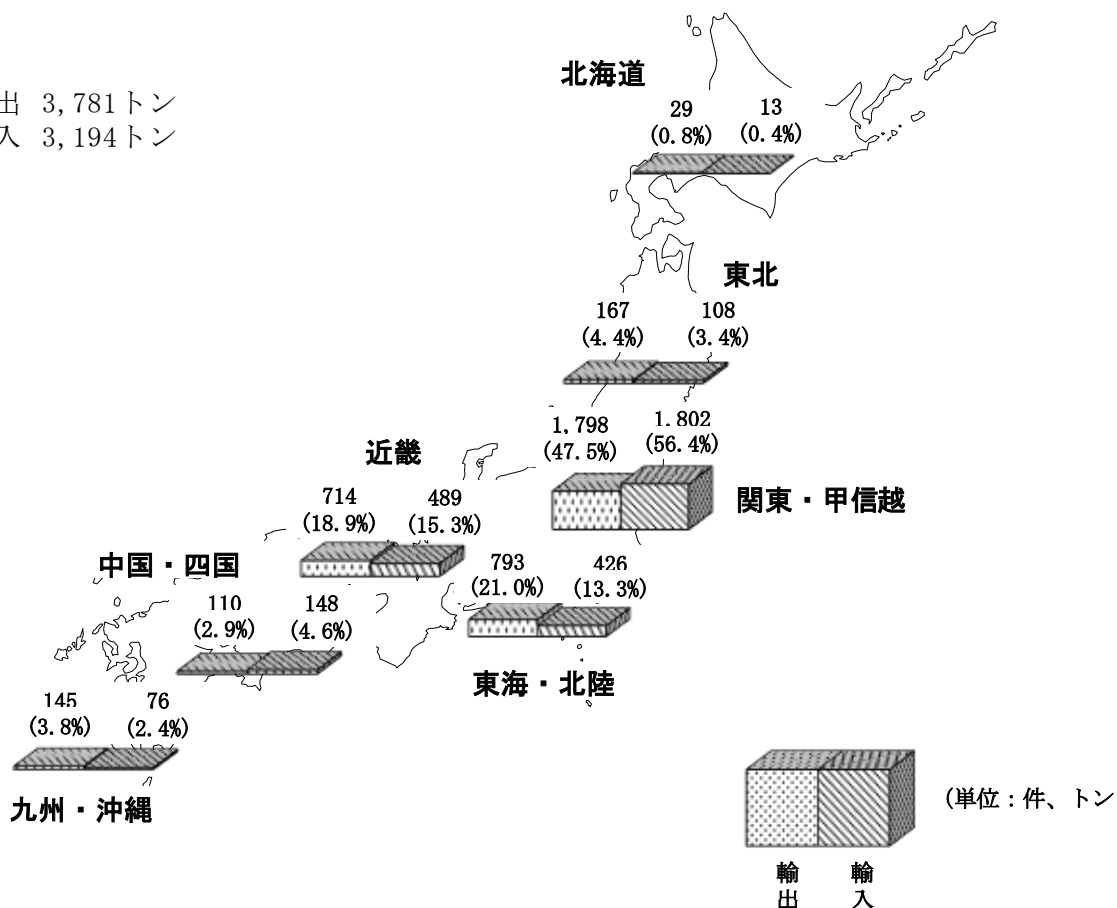 出 3,781トン
入 3,194トン
北海道
29 13
(0.8%) (0.4%)
東北
167 108
(4.4%) (3.4%)
1,798 1,802
(47.5%) (56.4%)
関東・甲信越
近畿
714 489
(18.9%) (15.3%)
793 426
(21.0%) (13.3%)
東海・北陸
中国・四国
110 148
(2.9%) (4.6%)
145 76
(3.8%) (2.4%)
九州・沖縄
(単位：件、トン
輸出
輸入